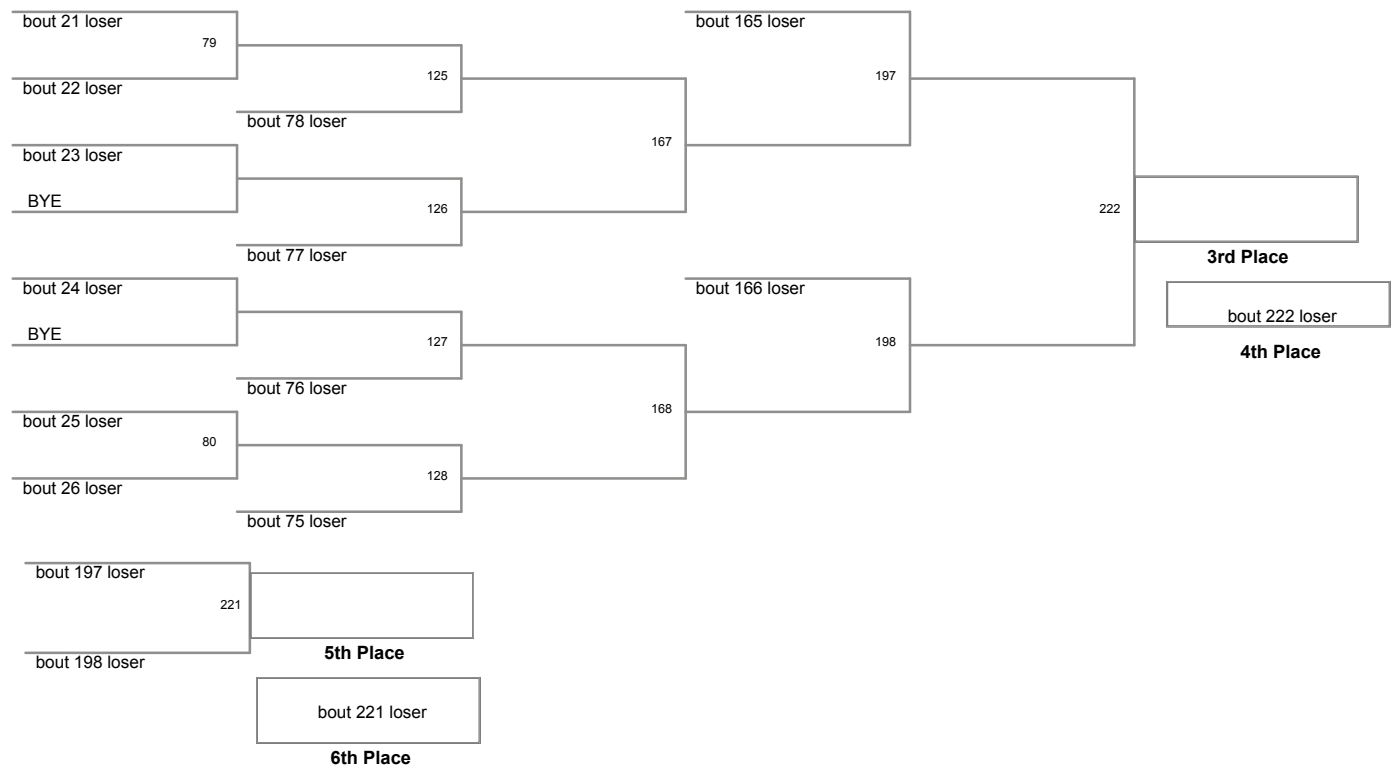 bout 21 loser
79
bout 22 loser
125
bout 78 loser
bout 23 loser
BYE
126
bout 77 loser
167
bout 165 loser
197
bout 24 loser
BYE
127
bout 76 loser
bout 25 loser
80
bout 26 loser
128
bout 75 loser
168
bout 166 loser
198
222
3rd Place
bout 222 loser
4th Place
bout 197 loser
221
bout 198 loser
5th Place
bout 221 loser
6th Place